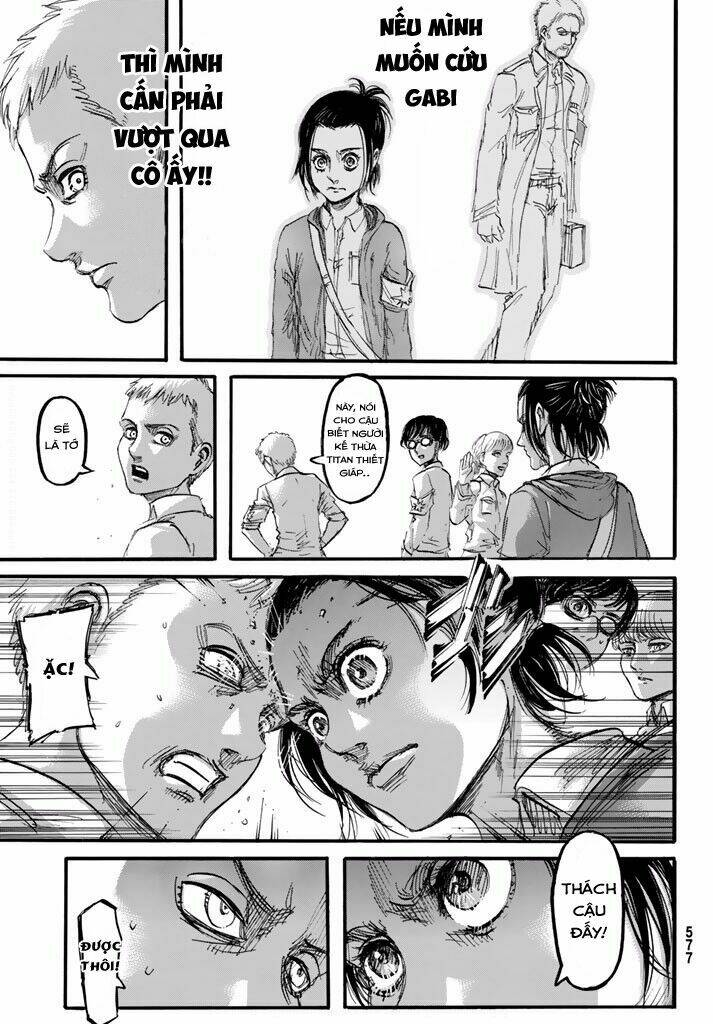 NẾU MÌNH
MUỐN CỨU
GABI
THÌ MÌNH
CẦN PHẢI
VƯỢT QUA
CÔ ẤY!!
NÀY, NÓI
CHO CẬU
BIẾT NGƯỜI
KẾ THỪA
TITAN THIẾT
GIÁP..
SẼ
LÀ TỚ
ẶC!
THÁCH
CẬU
ĐẤY!
ĐƯỢC
THÔI!
577